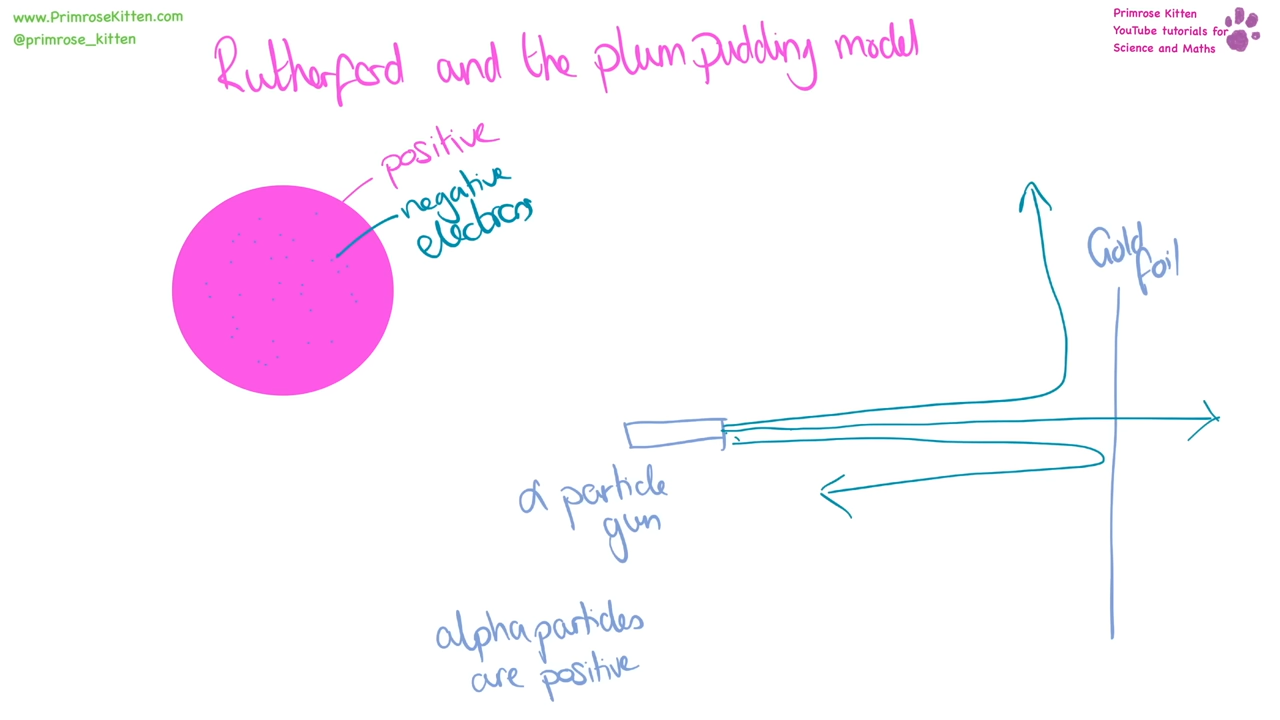 www.PrimroseKitten.com
@primrose_kitten
Primrose Kitten
YouTube tutorials for
Science and Maths
Rutherford and the plum pudding model
positive
negative
electrons
Gold
foil
α particle
gun
alpha particles
are positive